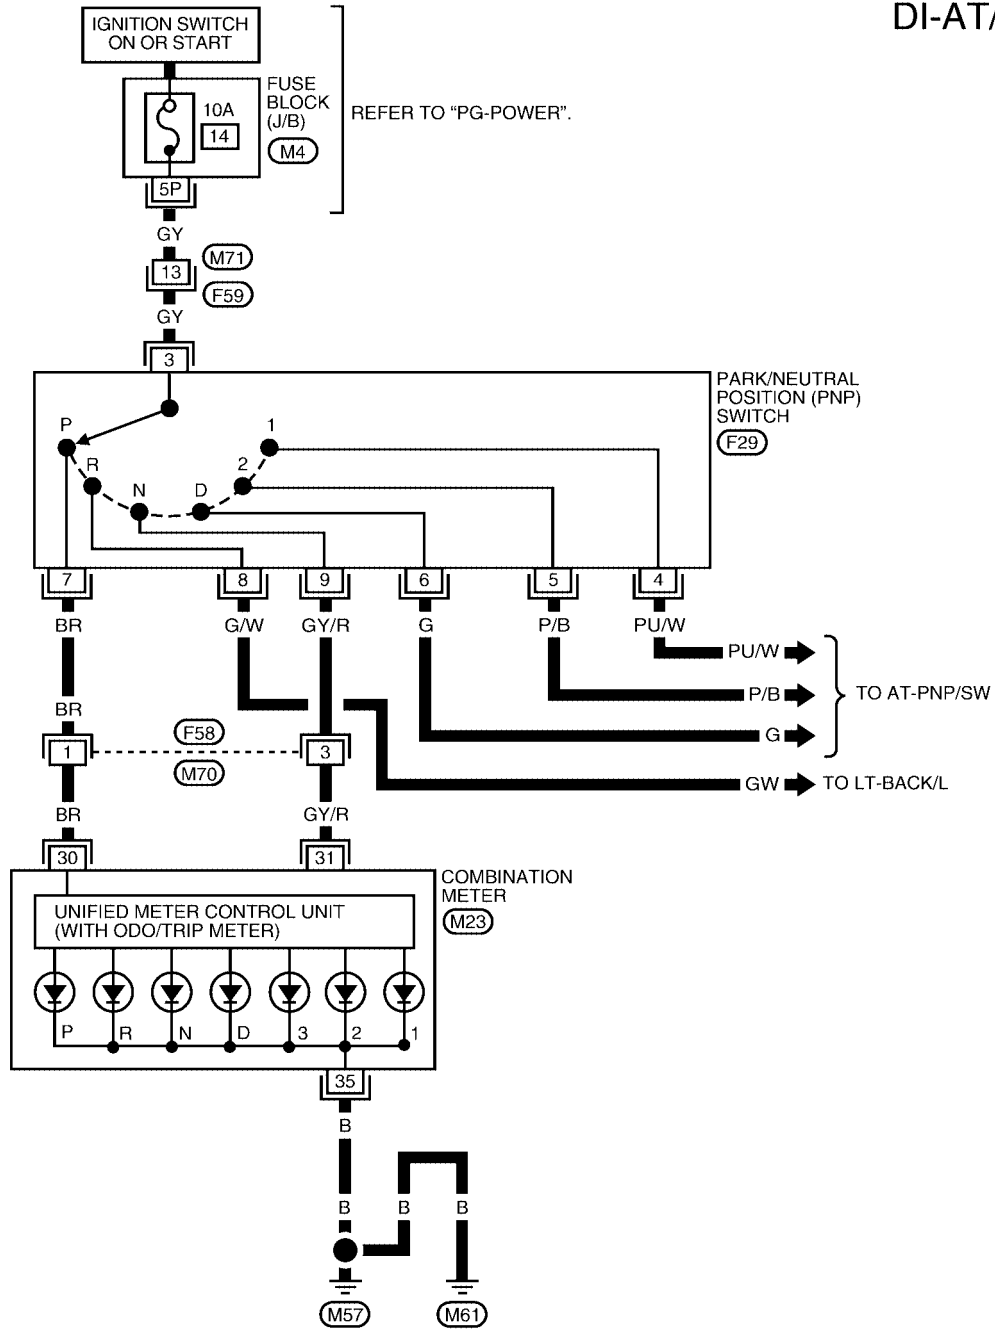 DI-AT/
IGNITION SWITCH
ON OR START
FUSE
BLOCK
(J/B)
10A
14
M4
REFER TO “PG-POWER”.
5P
GY
M71
13
F59
GY
3
PARK/NEUTRAL
POSITION (PNP)
SWITCH
F29
P
R
N
D
2
1
7
8
9
6
5
4
BR
G/W
GY/R
G
P/B
PU/W
PU/W
P/B
G
TO AT-PNP/SW
GW
TO LT-BACK/L
BR
F58
1
3
M70
BR
GY/R
30
31
COMBINATION
METER
M23
UNIFIED METER CONTROL UNIT
(WITH ODO/TRIP METER)
P
R
N
D
3
2
1
35
B
B
B
B
M57
M61